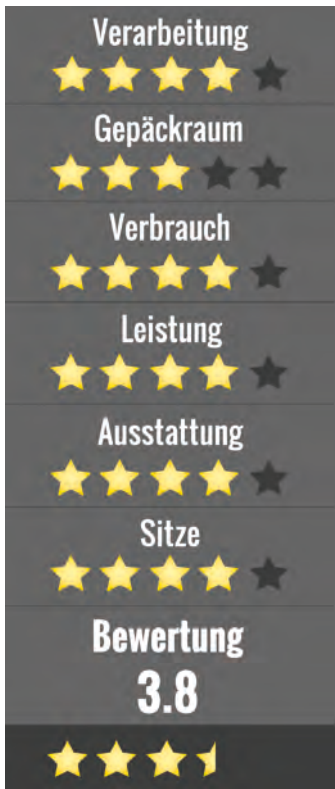 Verarbeitung
Gepäckraum
Verbrauch
Leistung
Ausstattung
Sitze
Bewertung
3.8